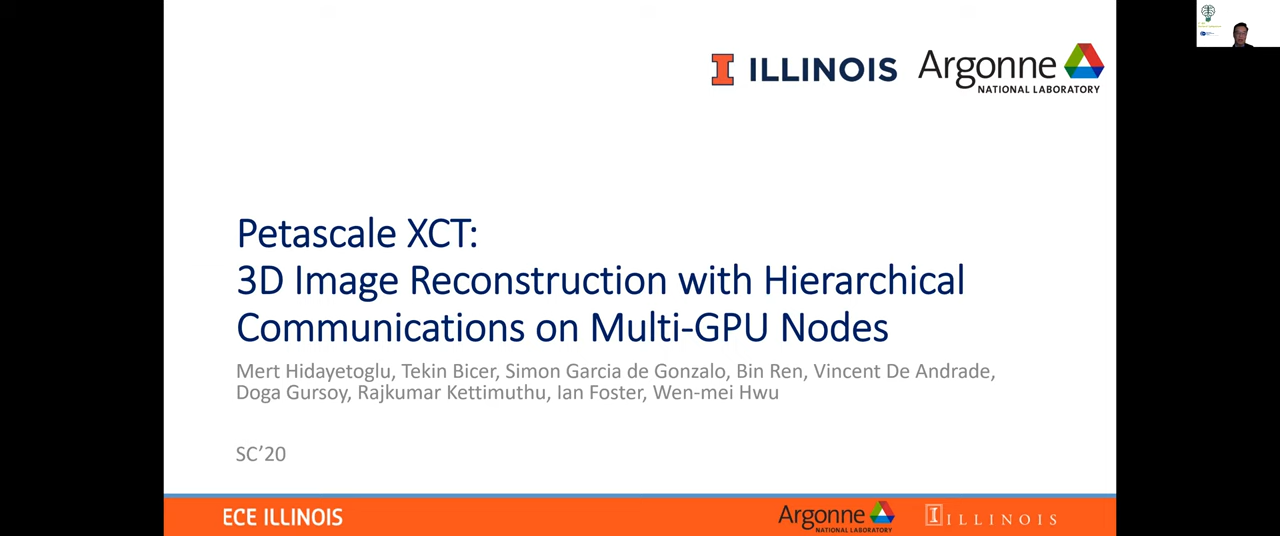 ILLINOIS
Argonne
NATIONAL LABORATORY
Petascale XCT:
3D Image Reconstruction with Hierarchical
Communications on Multi-GPU Nodes
Mert Hidayetoglu, Tekin Bicer, Simon Garcia de Gonzalo, Bin Ren, Vincent De Andrade,
Doga Gursoy, Rajkumar Kettimuthu, Ian Foster, Wen-mei Hwu
SC’20
ECE ILLINOIS
Argonne
NATIONAL LABORATORY
ILLINOIS